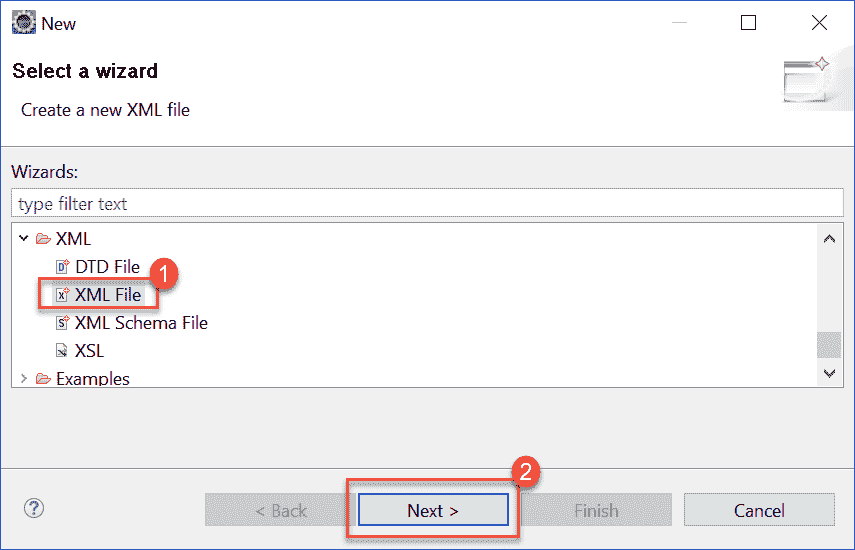 New
Select a wizard
Create a new XML file
Wizards:
type filter text
XML
DTD File
1
XML File
XML Schema File
XSL
Examples
2
?
< Back
Next >
Finish
Cancel